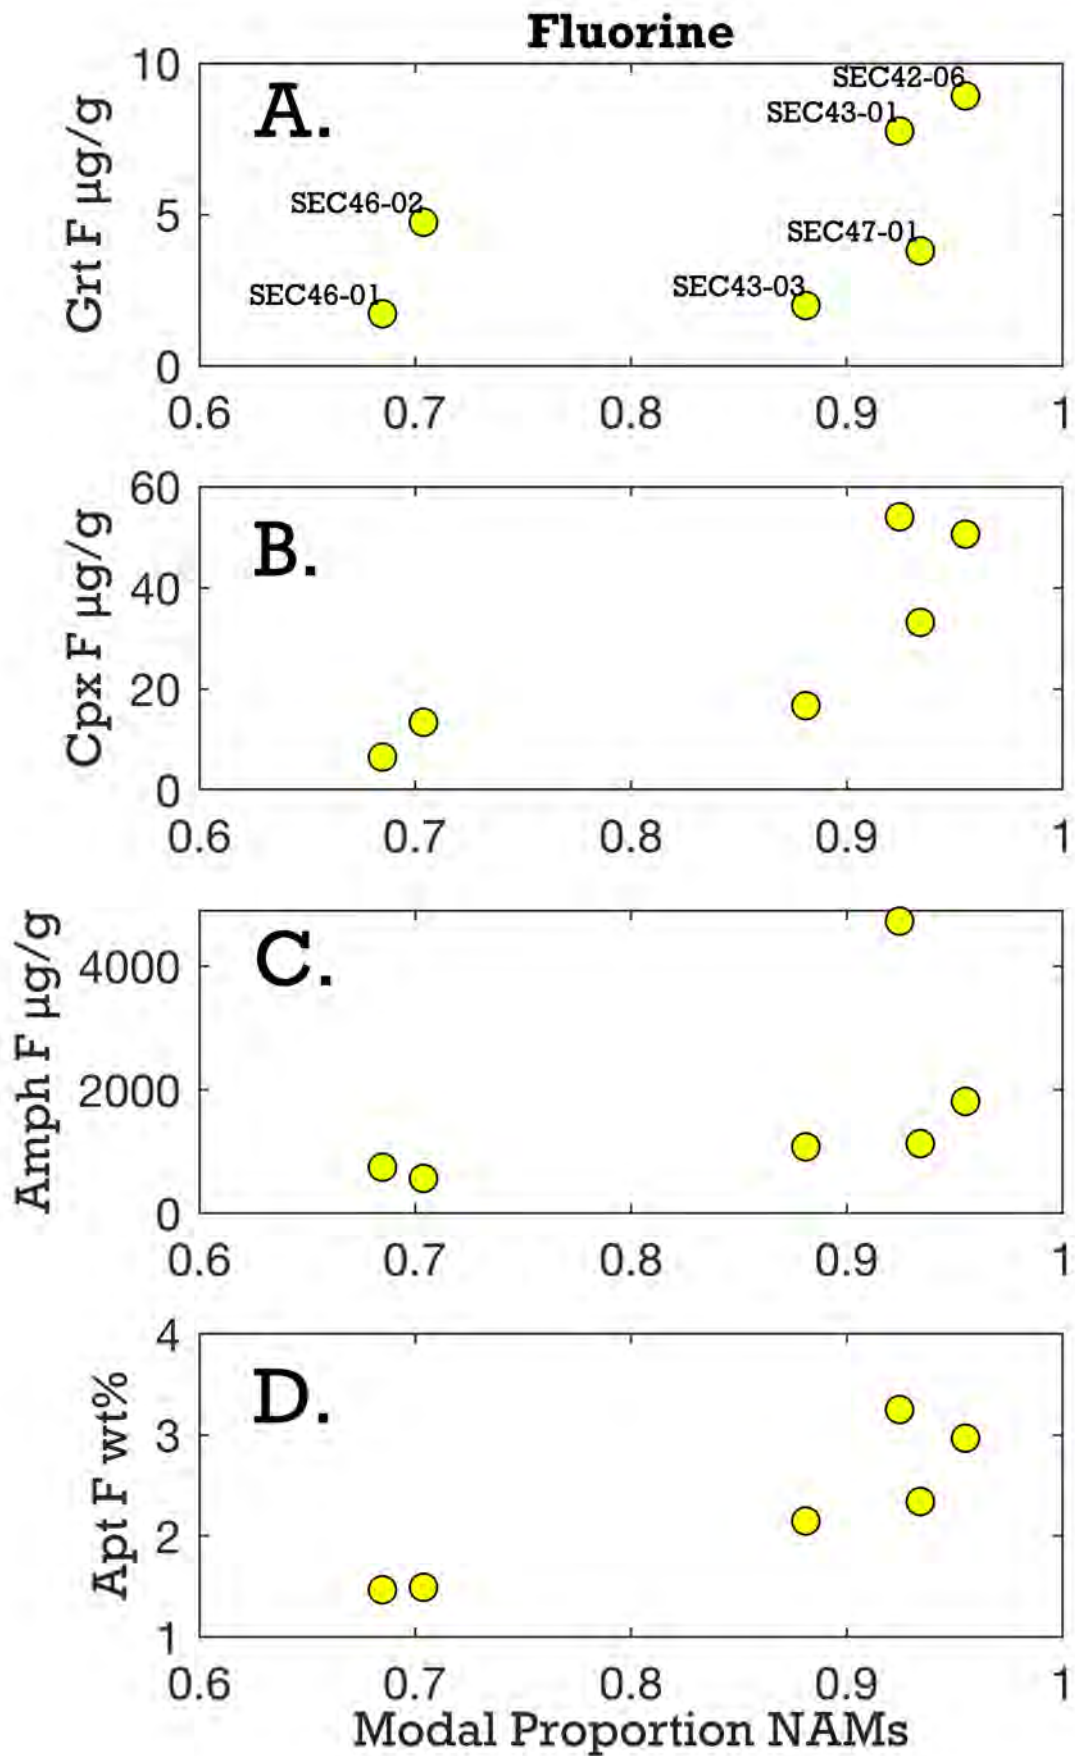 Fluorine
A.
Grt F µg/g
10
5
0
SEC42-06
SEC43-01
SEC46-02
SEC47-01
SEC43-03
SEC46-01
0.6 0.7 0.8 0.9 1
B.
Cpx F µg/g
60
40
20
0
0.6 0.7 0.8 0.9 1
C.
Amph F µg/g
4000
2000
0
0.6 0.7 0.8 0.9 1
D.
Apt F wt%
4
3
2
1
0.6 0.7 0.8 0.9 1
Modal Proportion NAMs